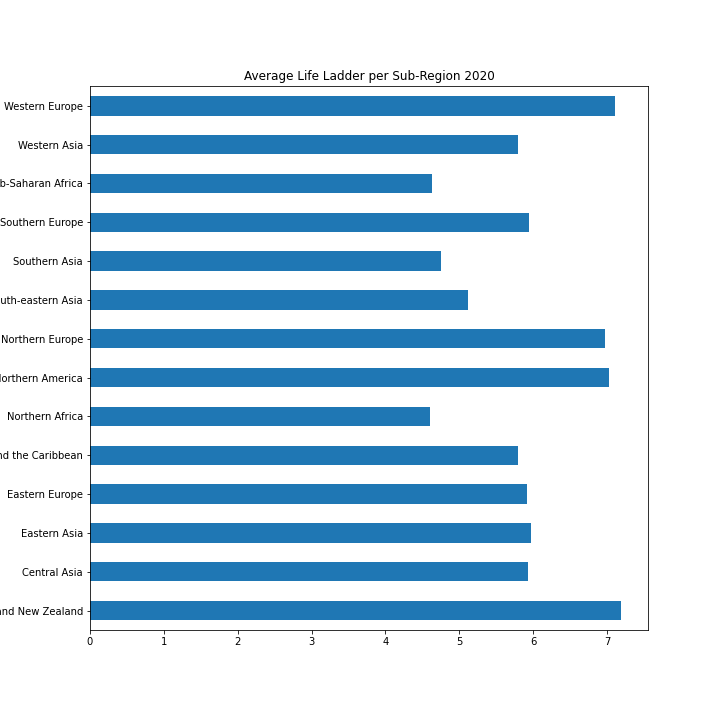 Average Life Ladder per Sub-Region 2020
Western Europe
Western Asia
b-Saharan Africa
Southern Europe
Southern Asia
uth-eastern Asia
Northern Europe
Northern America
Northern Africa
nd the Caribbean
Eastern Europe
Eastern Asia
Central Asia
and New Zealand
0 1 2 3 4 5 6 7